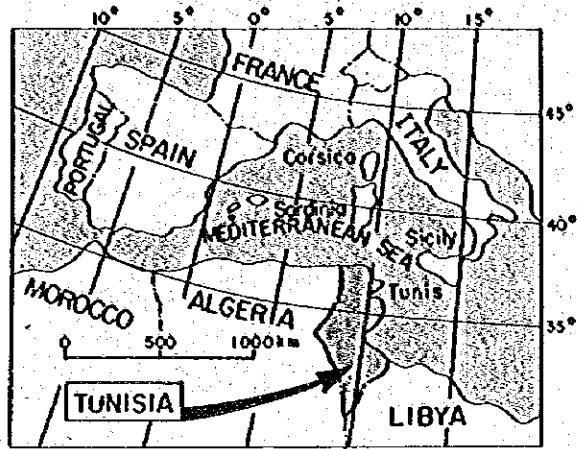 10° 5° 0° 5° 10° 15°
FRANCE
45°
ITALY
PORTUGAL
SPAIN
Corsico
Sardinia
MEDITERRANEAN SEA
Sicily
40°
Tunis
MOROCCO
ALGERIA
35°
0 500 1000km
TUNISIA
LIBYA